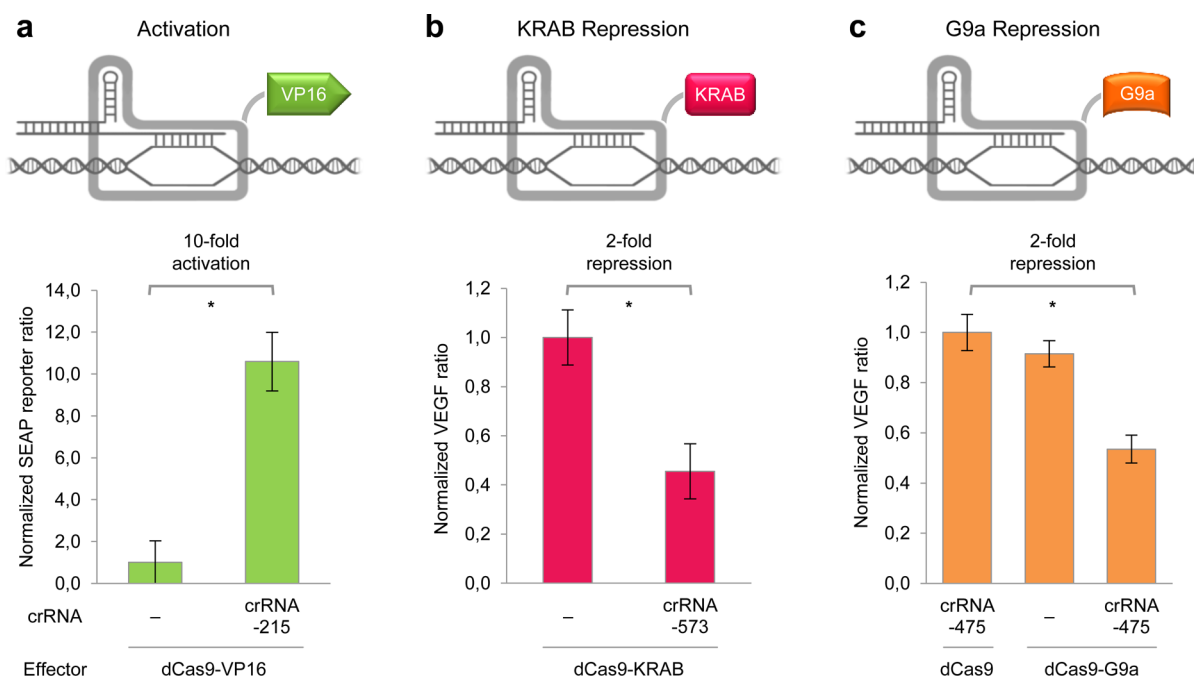 a Activation
VP16
10-fold
activation
*
Normalized SEAP reporter ratio
14,0
12,0
10,0
8,0
6,0
4,0
2,0
0,0
crRNA – crRNA
-215
Effector dCas9-VP16
b KRAB Repression
KRAB
2-fold
repression
*
Normalized VEGF ratio
1,2
1,0
0,8
0,6
0,4
0,2
0,0
– crRNA
-573
dCas9-KRAB
c G9a Repression
G9a
2-fold
repression
*
Normalized VEGF ratio
1,2
1,0
0,8
0,6
0,4
0,2
0,0
crRNA – crRNA
-475 -475
dCas9 dCas9-G9a